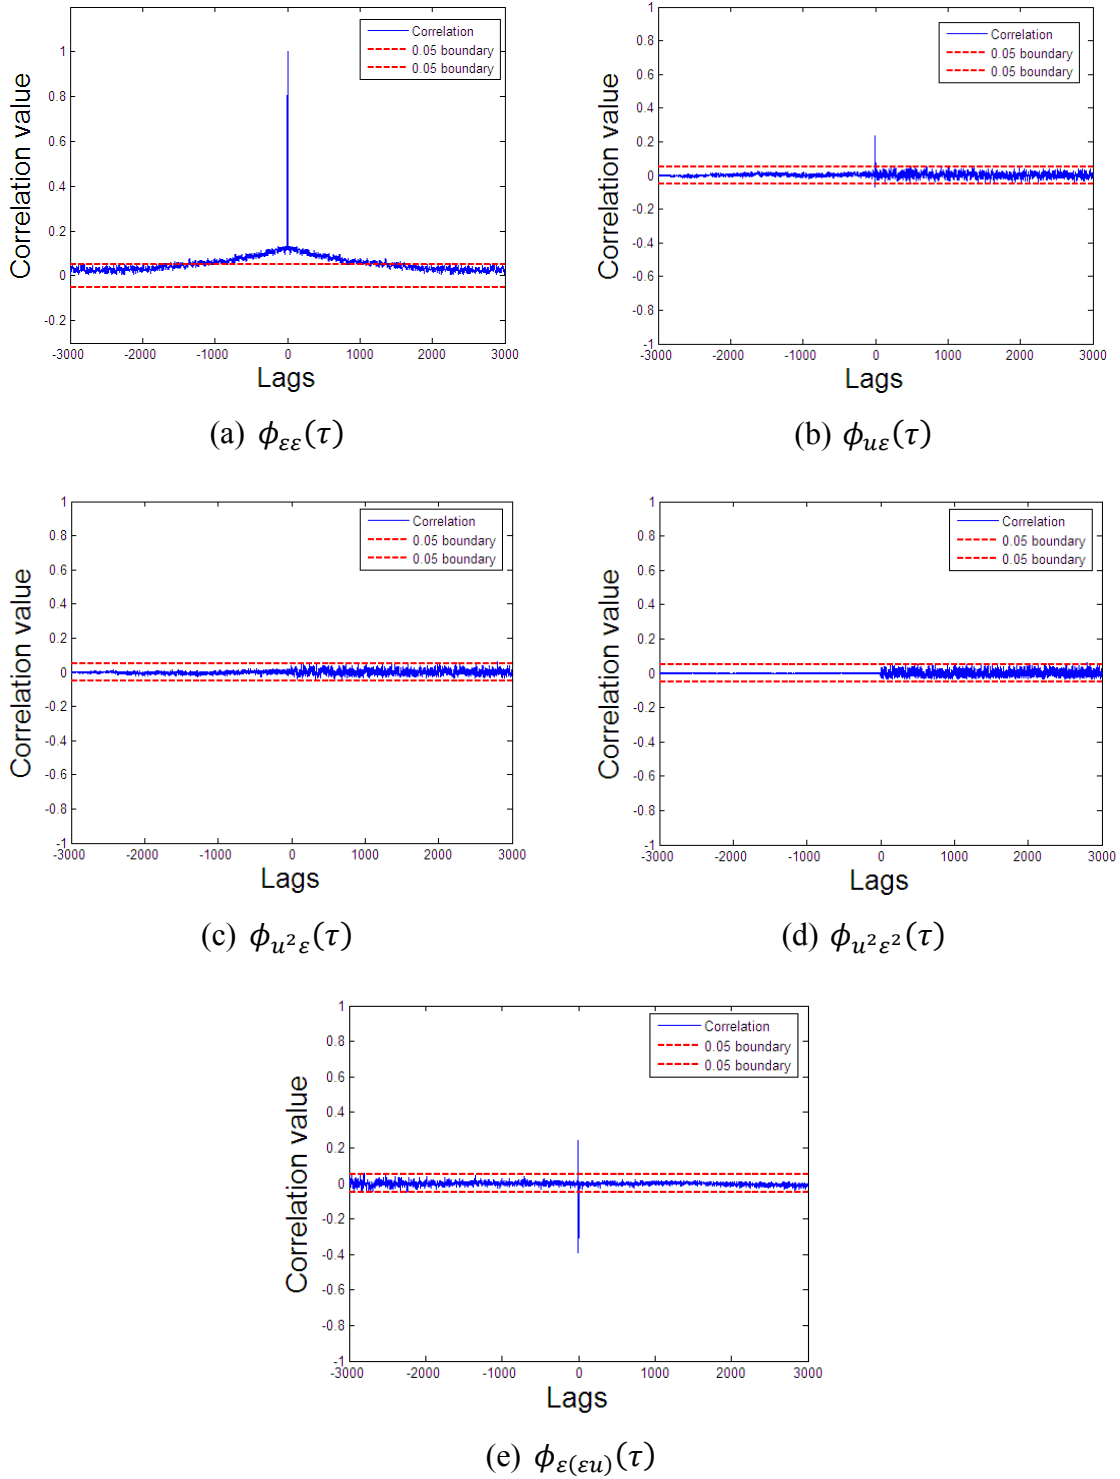 Correlation
0.05 boundary
0.05 boundary
Correlation value
1
0.8
0.6
0.4
0.2
0
-0.2
-3000 -2000 -1000 0 1000 2000 3000
Lags
(a) ϕεε(τ)
Correlation
0.05 boundary
0.05 boundary
Correlation value
1
0.8
0.6
0.4
0.2
0
-0.2
-0.4
-0.6
-0.8
-1
-3000 -2000 -1000 0 1000 2000 3000
Lags
(b) ϕuε(τ)
Correlation
0.05 boundary
0.05 boundary
Correlation value
1
0.8
0.6
0.4
0.2
0
-0.2
-0.4
-0.6
-0.8
-1
-3000 -2000 -1000 0 1000 2000 3000
Lags
(c) ϕu²ε(τ)
Correlation
0.05 boundary
0.05 boundary
Correlation value
1
0.8
0.6
0.4
0.2
0
-0.2
-0.4
-0.6
-0.8
-1
-3000 -2000 -1000 0 1000 2000 3000
Lags
(d) ϕu²ε²(τ)
Correlation
0.05 boundary
0.05 boundary
Correlation value
1
0.8
0.6
0.4
0.2
0
-0.2
-0.4
-0.6
-0.8
-1
-3000 -2000 -1000 0 1000 2000 3000
Lags
(e) ϕε(εu)(τ)